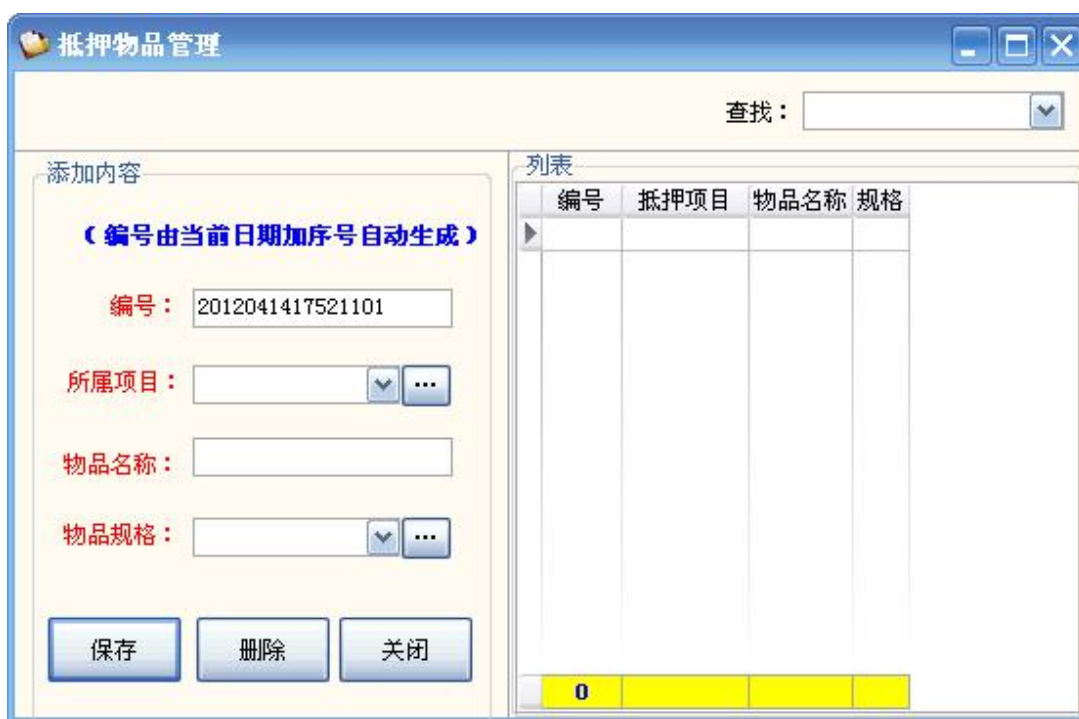 抵押物品管理
查找：
添加内容
（编号由当前日期加序号自动生成）
编号： 2012041417521101
所属项目： ...
物品名称：
物品规格： ...
保存 删除 关闭
列表
编号 抵押项目 物品名称 规格
0